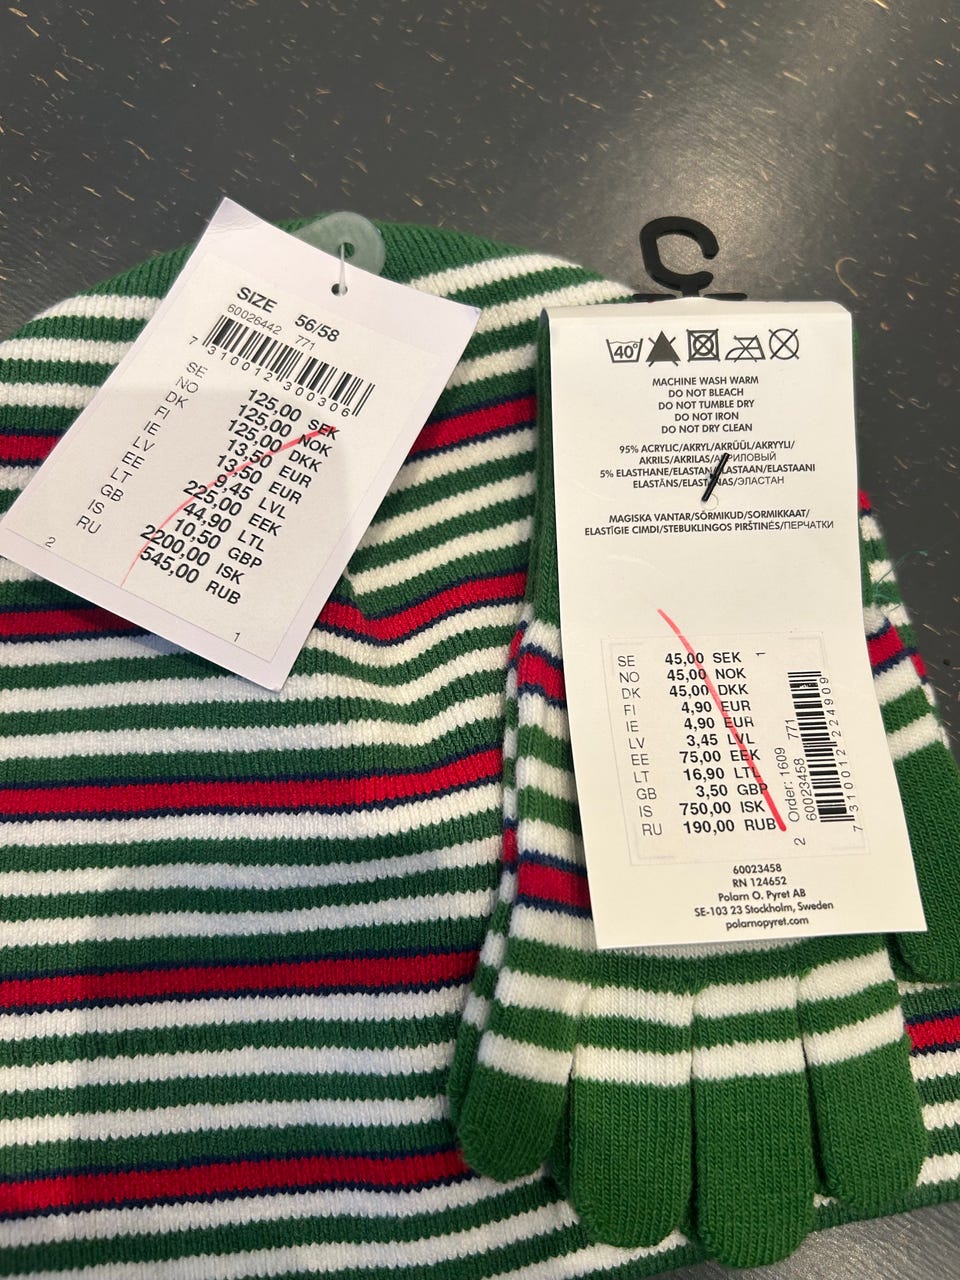 SIZE 56/58
60026442 771
7 310012 300306
SE 125,00 SEK
NO 125,00 NOK
DK 125,00 DKK
FI 13,50 EUR
IE 13,50 EUR
LV 9,45 LVL
EE 225,00 EEK
LT 44,90 LTL
GB 10,50 GBP
IS 2200,00 ISK
RU 545,00 RUB
2
1
40°
MACHINE WASH WARM
DO NOT BLEACH
DO NOT TUMBLE DRY
DO NOT IRON
DO NOT DRY CLEAN
95% ACRYLIC/AKRYL/AKRÜÜL/AKRYYLI/
AKRILS/AKRILAS/АКРИЛОВЫЙ
5% ELASTHANE/ELASTAN/ELASTAAN/ELASTAANI
ELASTĀNS/ELASTANAS/ЭЛАСТАН
MAGISKA VANTAR/SÕRMIKUD/SORMIKKAAT/
ELASTĪGIE CIMDI/STEBUKLINGOS PIRŠTINĖS/ПЕРЧАТКИ
SE 45,00 SEK 1
NO 45,00 NOK
DK 45,00 DKK
FI 4,90 EUR
IE 4,90 EUR
LV 3,45 LVL
EE 75,00 EEK
LT 16,90 LTL
GB 3,50 GBP
IS 750,00 ISK
RU 190,00 RUB
2
Order: 1609
60023458 771
7 310012 224909
60023458
RN 124652
Polarn O. Pyret AB
SE-103 23 Stockholm, Sweden
polarnopyret.com